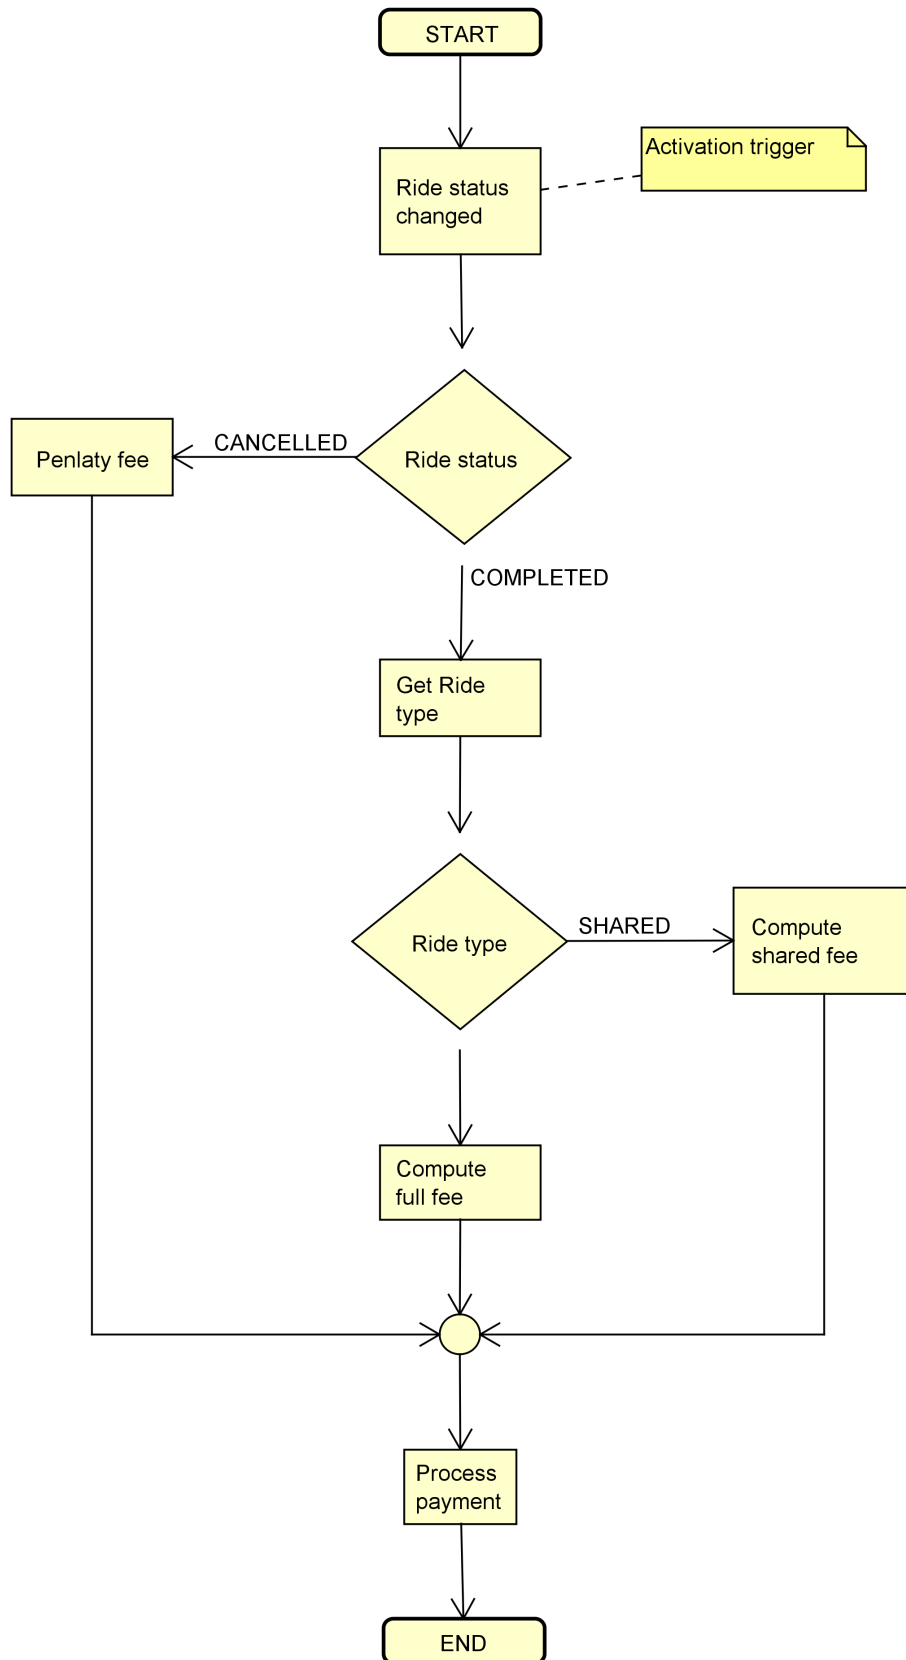 START
Activation trigger
Ride status
changed
CANCELLED
Penlaty fee
Ride status
COMPLETED
Get Ride
type
SHARED
Ride type
Compute
shared fee
Compute
full fee
Process
payment
END